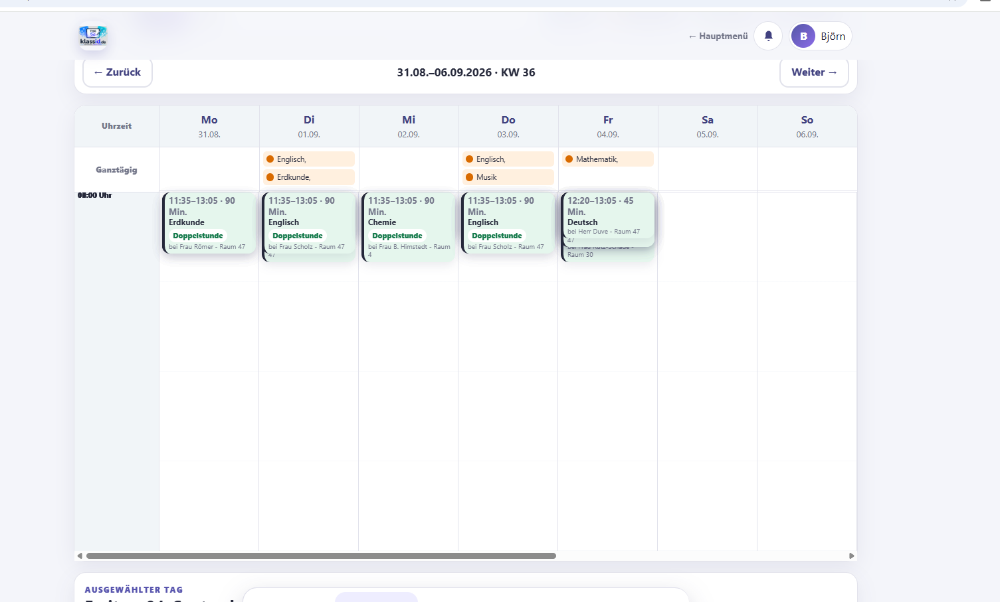 klassid.de
← Hauptmenü
B
Björn
← Zurück
31.08.–06.09.2026 · KW 36
Weiter →
Uhrzeit
Mo
31.08.
Di
01.09.
Mi
02.09.
Do
03.09.
Fr
04.09.
Sa
05.09.
So
06.09.
Ganztägig
Englisch,
Erdkunde,
Englisch,
Musik
Mathematik,
:00 Uhr
11:35–13:05 · 90
Min.
Erdkunde
Doppelstunde
bei Frau Römer - Raum 47
11:35–13:05 · 90
Min.
Englisch
Doppelstunde
bei Frau Scholz - Raum 47
47
11:35–13:05 · 90
Min.
Chemie
Doppelstunde
bei Frau B. Himstedt - Raum
4
11:35–13:05 · 90
Min.
Englisch
Doppelstunde
bei Frau Scholz - Raum 47
12:20–13:05 · 45
Min.
Deutsch
bei Herr Duve - Raum 47
47
Raum 30
AUSGEWÄHLTER TAG